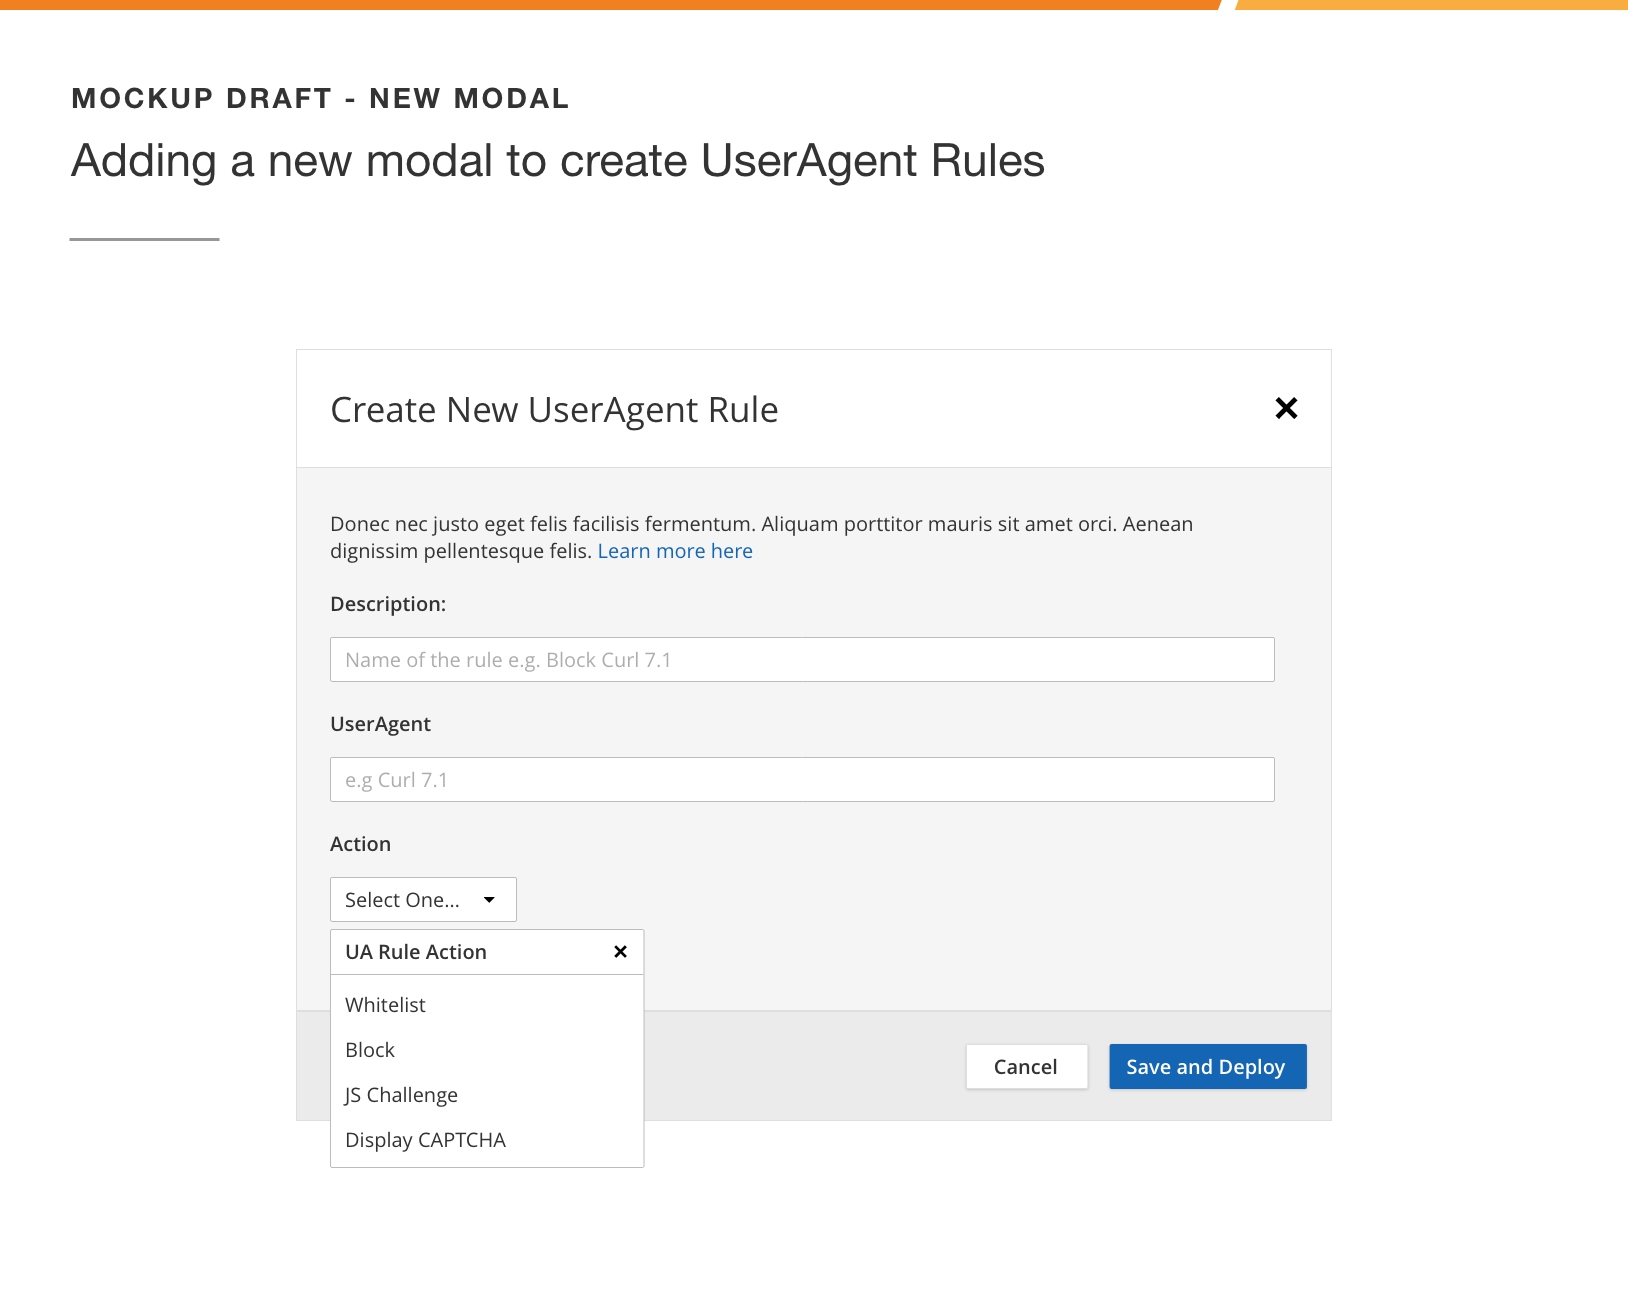 MOCKUP DRAFT - NEW MODAL
Adding a new modal to create UserAgent Rules
Create New UserAgent Rule
Donec nec justo eget felis facilisis fermentum. Aliquam porttitor mauris sit amet orci. Aenean
dignissim pellentesque felis. Learn more here
Description:
Name of the rule e.g. Block Curl 7.1
UserAgent
e.g Curl 7.1
Action
Select One...
UA Rule Action
Whitelist
Block
JS Challenge
Display CAPTCHA
Cancel
Save and Deploy